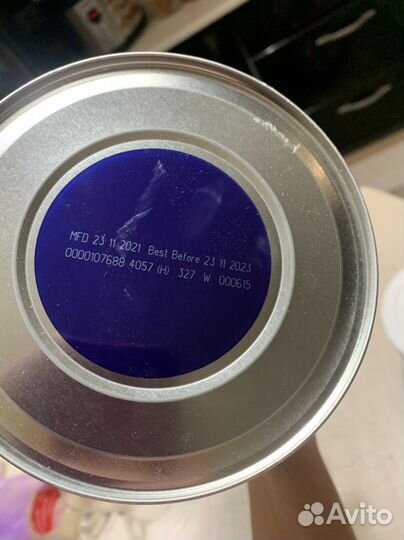 MFD 23 11 2021 Best Before 23 11 2023
0000107688 4057 (H) 327 W 000615
Avito